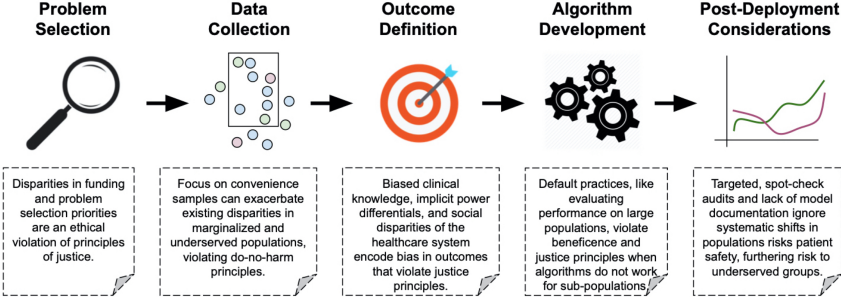 Problem
Selection
Data
Collection
Outcome
Definition
Algorithm
Development
Post-Deployment
Considerations
Disparities in funding
and problem
selection priorities
are an ethical
violation of principles
of justice.
Focus on convenience
samples can exacerbate
existing disparities in
marginalized and
underserved populations,
violating do-no-harm
principles.
Biased clinical
knowledge, implicit power
differentials, and social
disparities of the
healthcare system
encode bias in outcomes
that violate justice
principles.
Default practices, like
evaluating
performance on large
populations, violate
beneficence and
justice principles when
algorithms do not work
for sub-populations.
Targeted, spot-check
audits and lack of model
documentation ignore
systematic shifts in
populations risks patient
safety, furthering risk to
underserved groups.